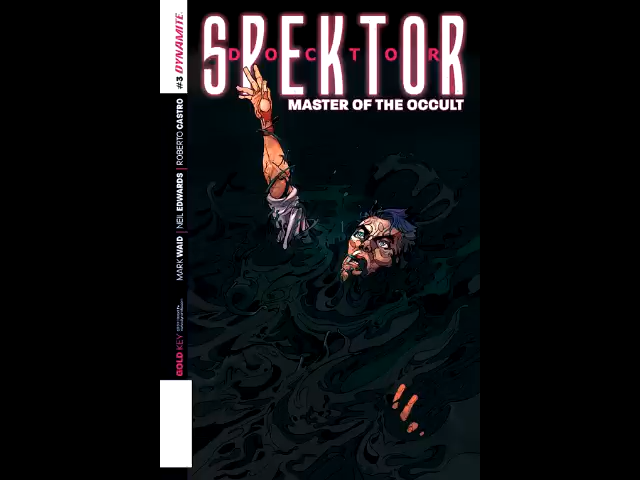 SPEKTOR
DOCTOR
MASTER OF THE OCCULT
#3 DYNAMITE
MARK WAID | NEIL EDWARDS | ROBERTO CASTRO
GOLD KEY